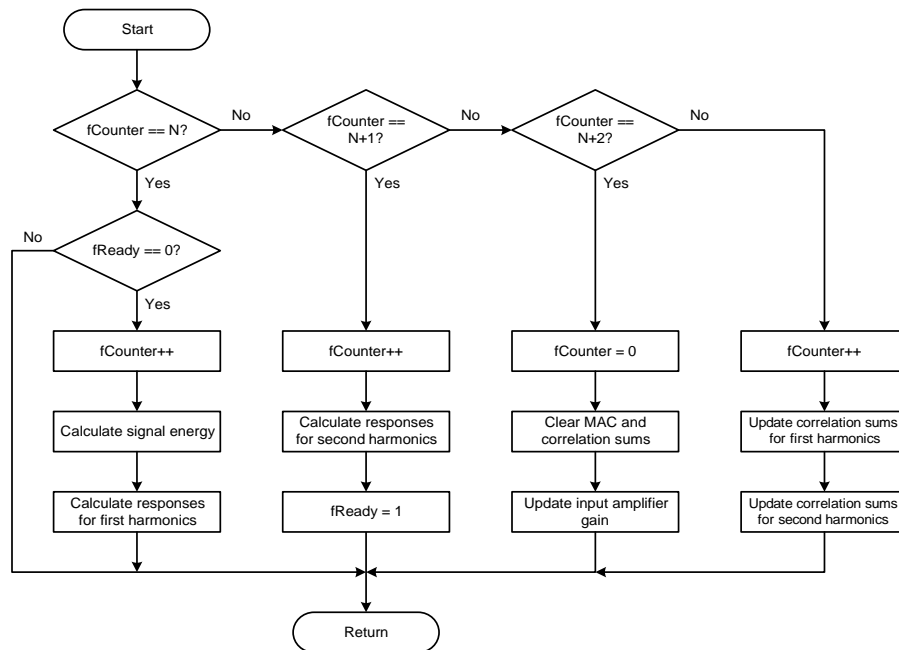 Start
fCounter == N?
No
fCounter ==
N+1?
No
fCounter ==
N+2?
No
Yes
Yes
Yes
No
fReady == 0?
Yes
fCounter++
fCounter++
fCounter = 0
fCounter++
Calculate signal energy
Calculate responses
for second harmonics
Clear MAC and
correlation sums
Update correlation sums
for first harmonics
Calculate responses
for first harmonics
fReady = 1
Update input amplifier
gain
Update correlation sums
for second harmonics
Return